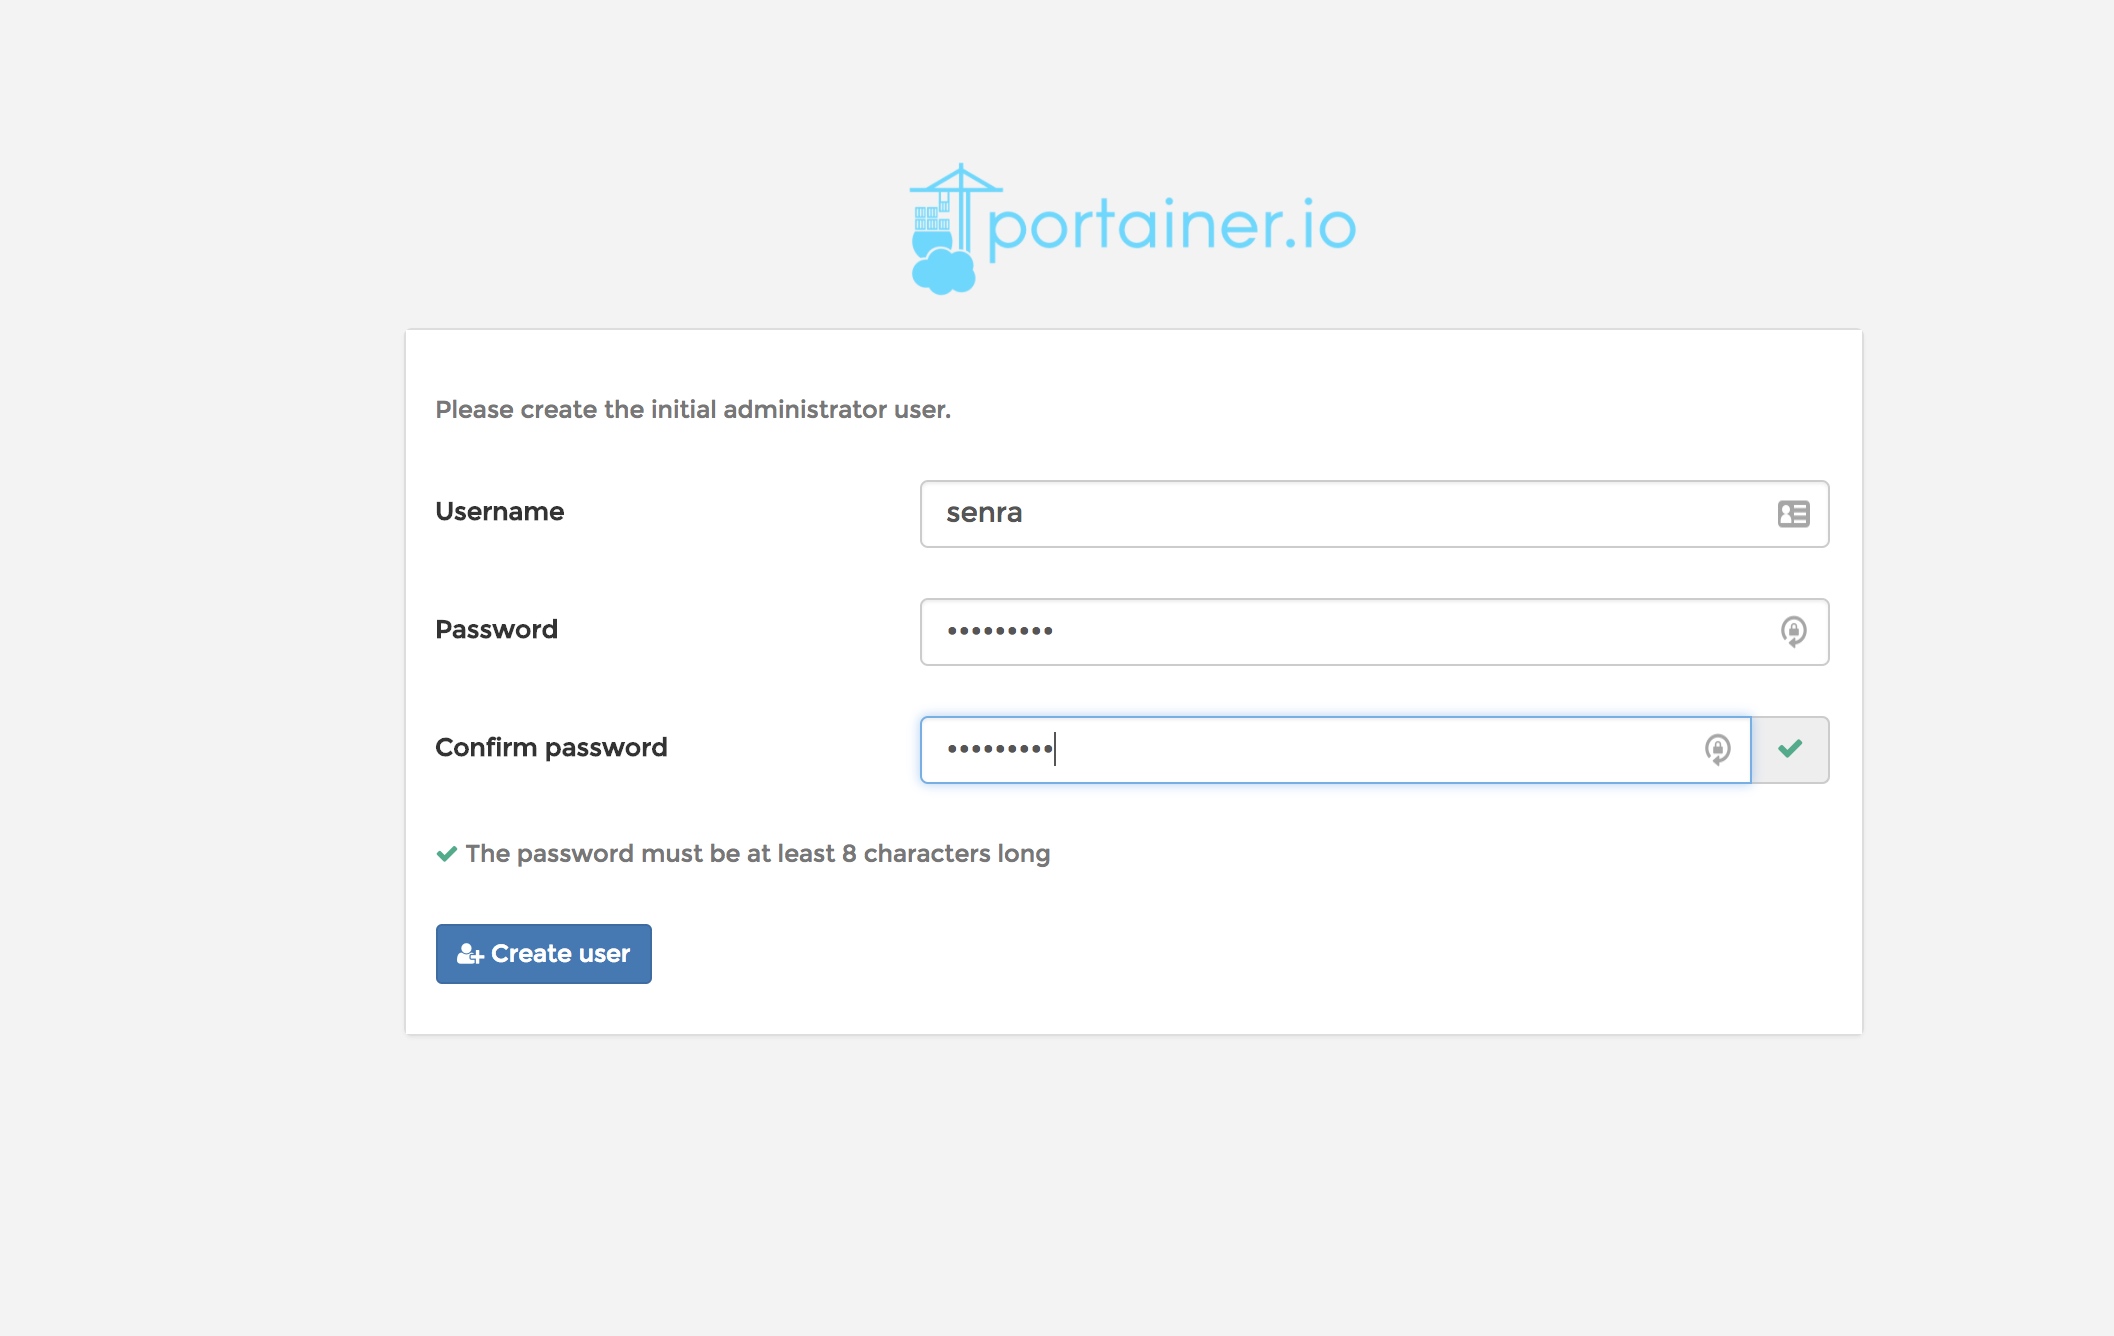 portainer.io
Please create the initial administrator user.
Username
senra
Password
•••••••••
Confirm password
•••••••••
The password must be at least 8 characters long
Create user